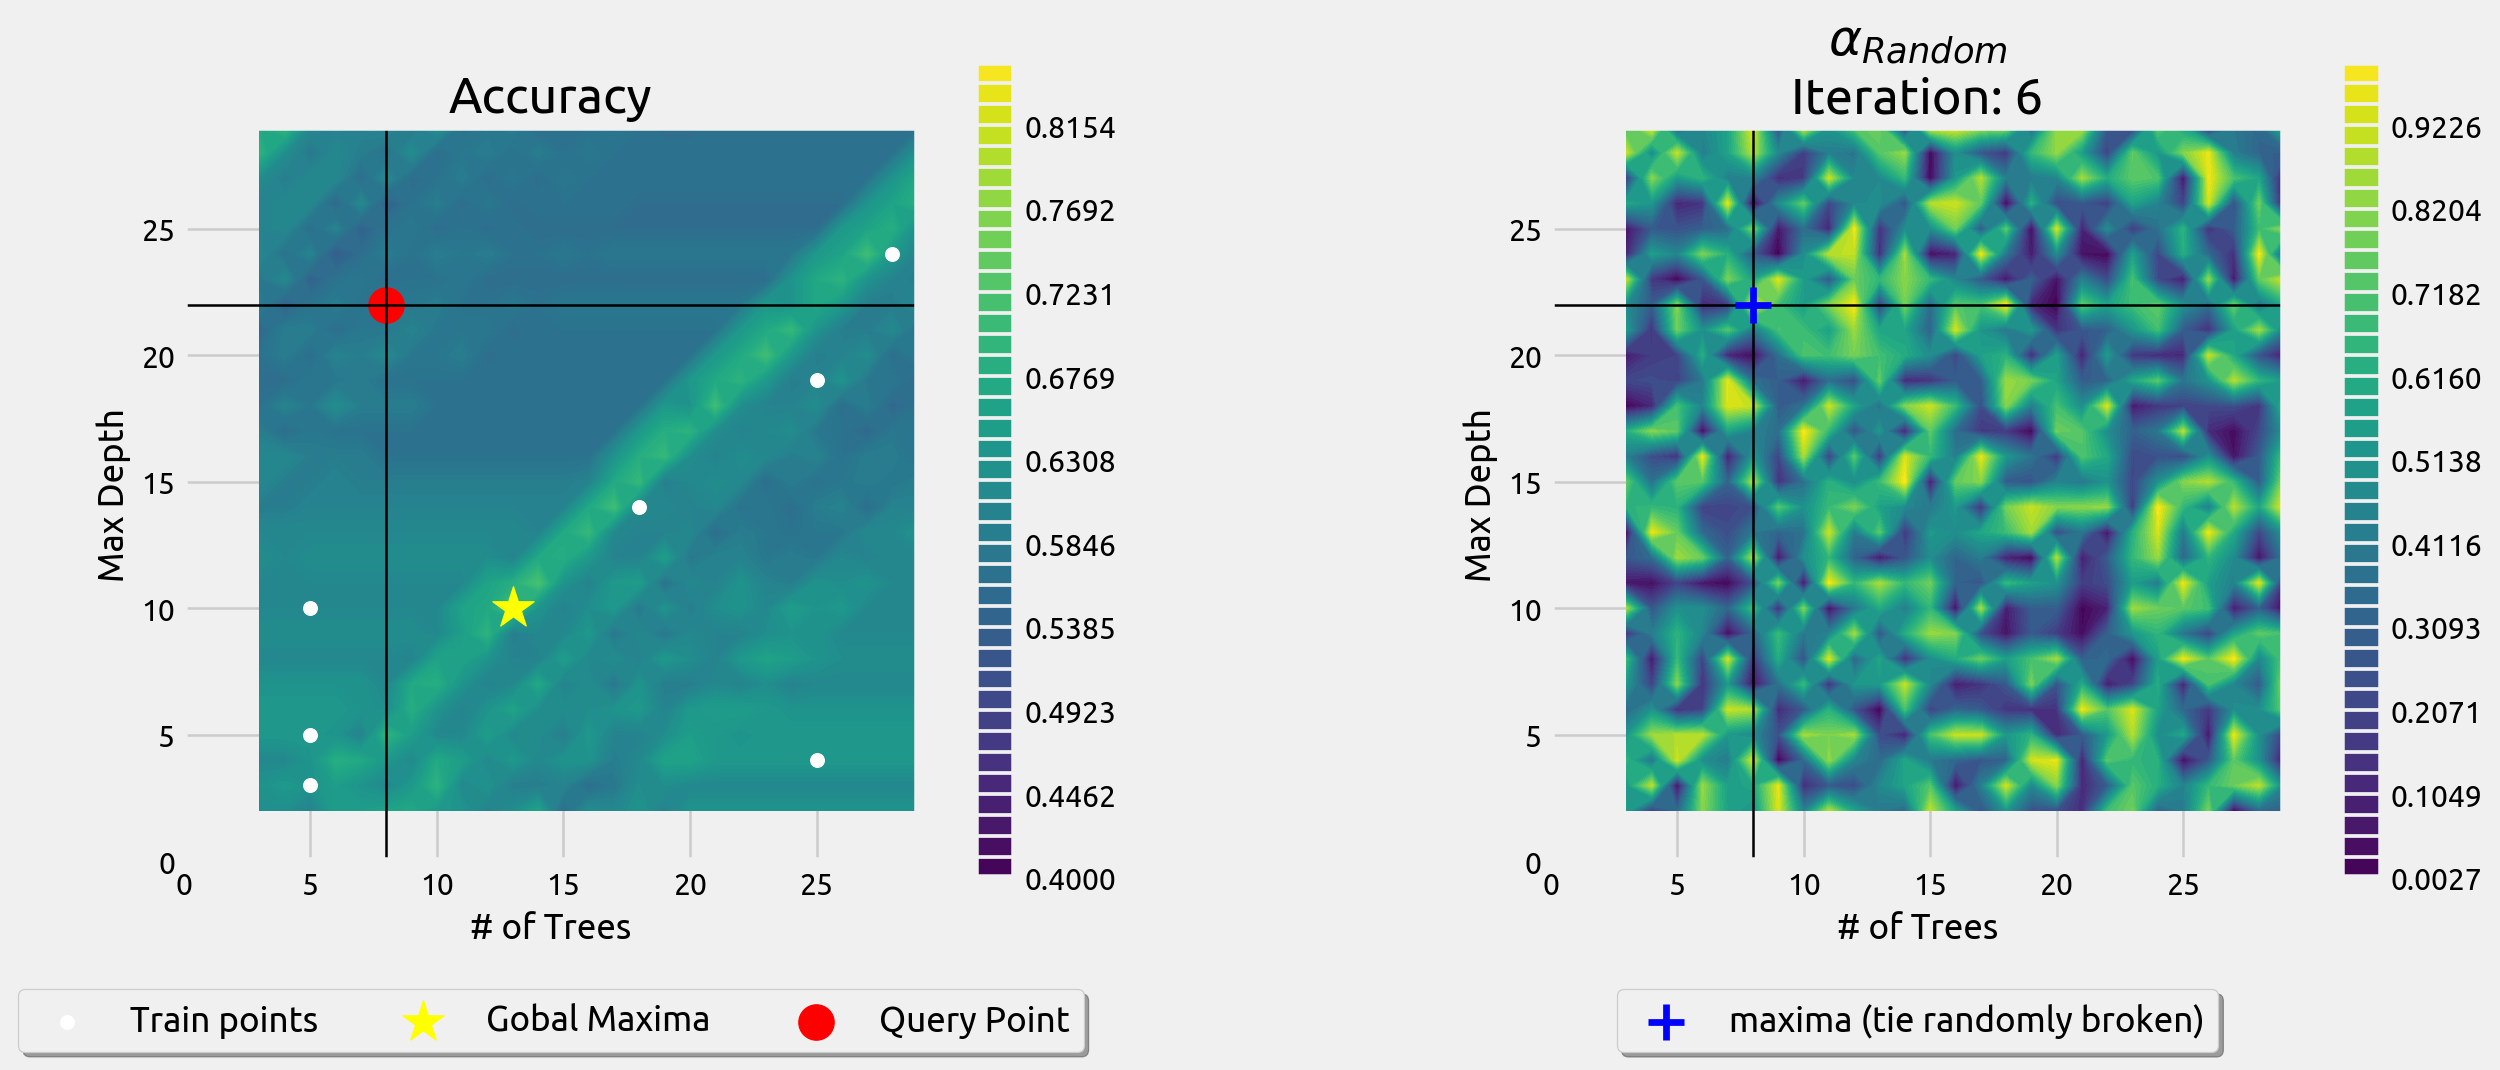 Accuracy
Max Depth
25
20
15
10
5
0
0 5 10 15 20 25
# of Trees
0.8154
0.7692
0.7231
0.6769
0.6308
0.5846
0.5385
0.4923
0.4462
0.4000
Train points
Gobal Maxima
Query Point
α_Random
Iteration: 6
Max Depth
25
20
15
10
5
0
0 5 10 15 20 25
# of Trees
0.9226
0.8204
0.7182
0.6160
0.5138
0.4116
0.3093
0.2071
0.1049
0.0027
maxima (tie randomly broken)